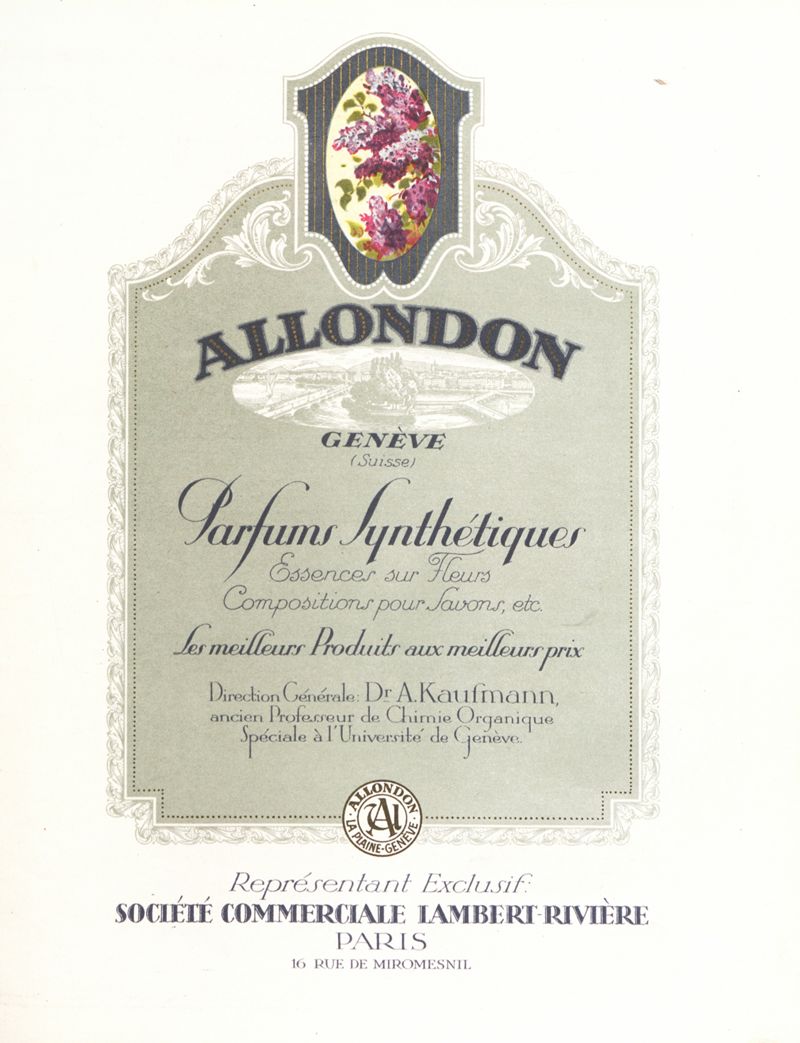 ALLONDON
GENÈVE
(Suisse)
Parfums Synthétiques
Essences sur Fleurs
Compositions pour Savons, etc.
Les meilleurs Produits aux meilleurs prix
Direction Générale: Dr A. Kaufmann,
ancien Professeur de Chimie Organique
Spéciale à l'Université de Genève.
ALLONDON
AL
LA PLAINE-GENÈVE
Représentant Exclusif:
SOCIÉTÉ COMMERCIALE LAMBERT-RIVIÈRE
PARIS
16 RUE DE MIROMESNIL